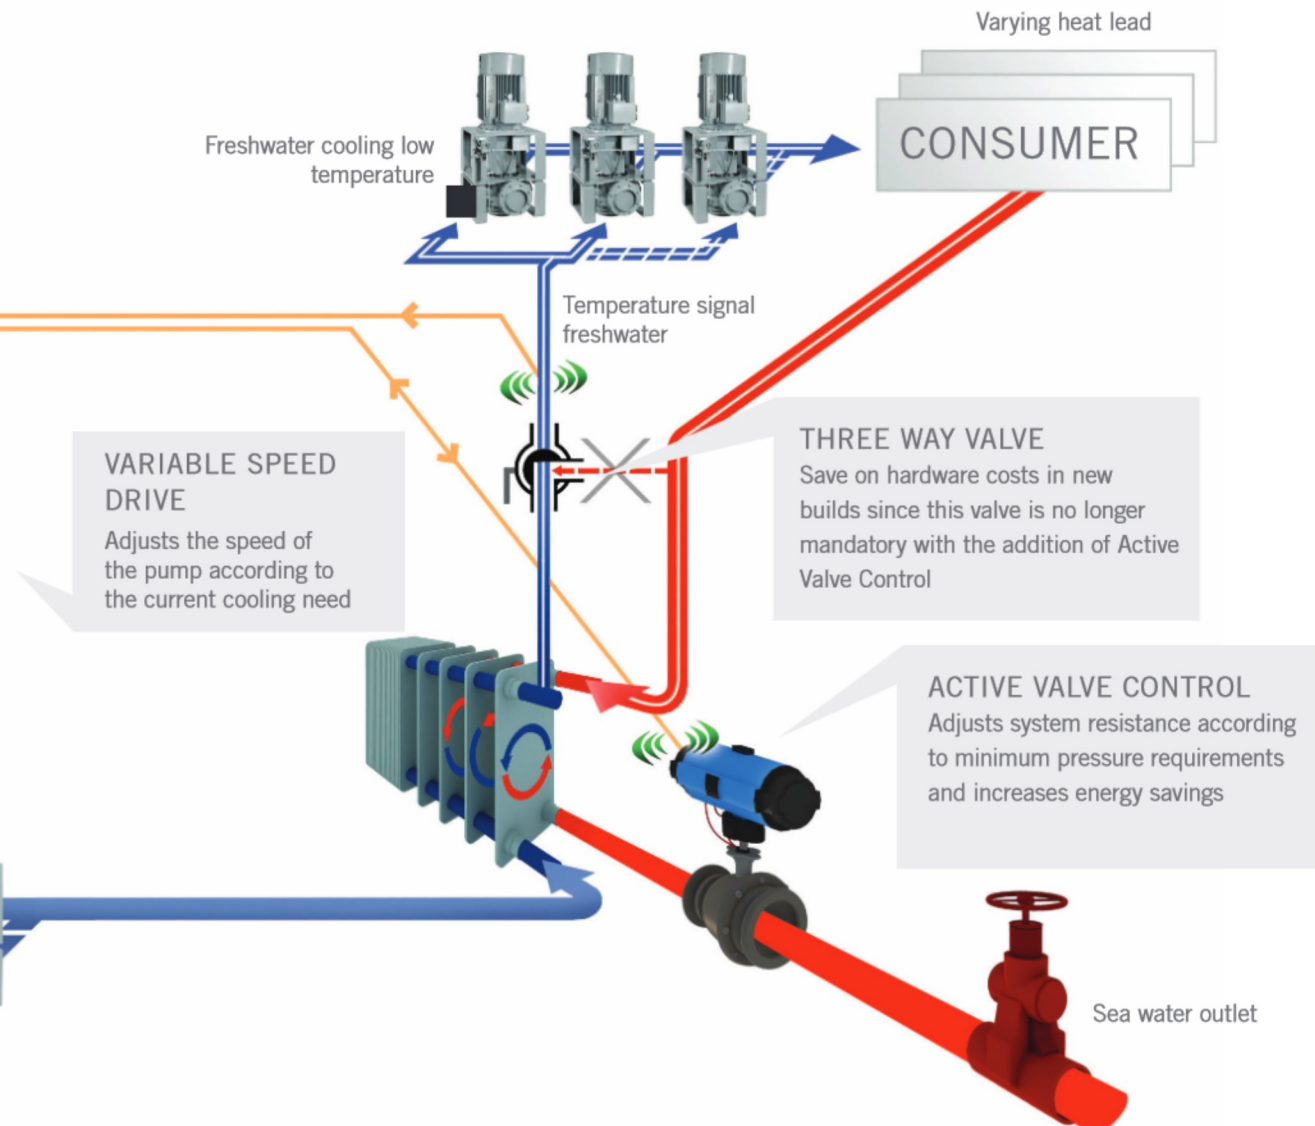 Varying heat lead
CONSUMER
Freshwater cooling low
temperature
Temperature signal
freshwater
THREE WAY VALVE
Save on hardware costs in new
builds since this valve is no longer
mandatory with the addition of Active
Valve Control
VARIABLE SPEED
DRIVE
Adjusts the speed of
the pump according to
the current cooling need
ACTIVE VALVE CONTROL
Adjusts system resistance according
to minimum pressure requirements
and increases energy savings
Sea water outlet